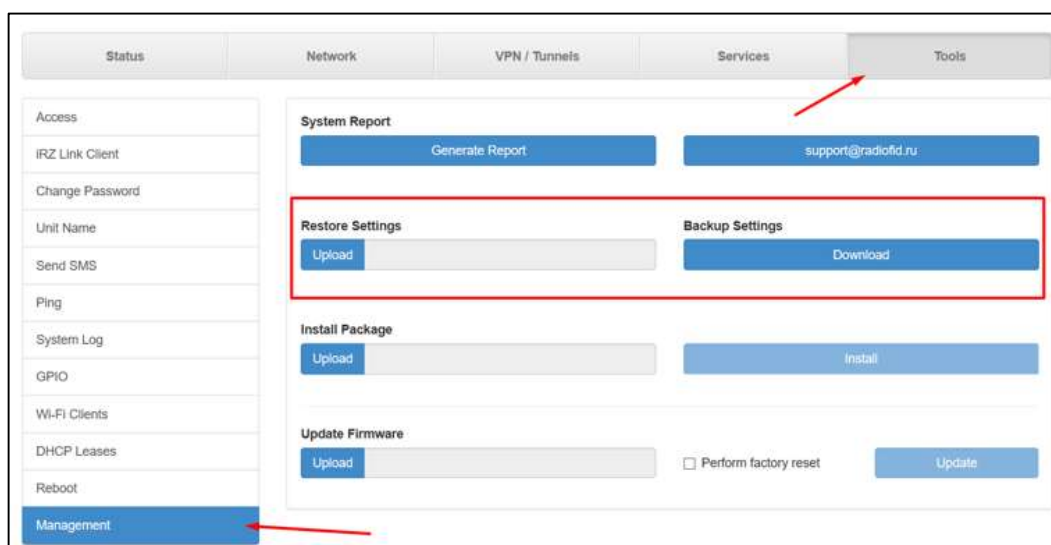 Status Network VPN / Tunnels Services Tools
Access
iRZ Link Client
Change Password
Unit Name
Send SMS
Ping
System Log
GPIO
Wi-Fi Clients
DHCP Leases
Reboot
Management
System Report
Generate Report support@radiofid.ru
Restore Settings Backup Settings
Upload Download
Install Package
Upload Install
Update Firmware
Upload Perform factory reset Update